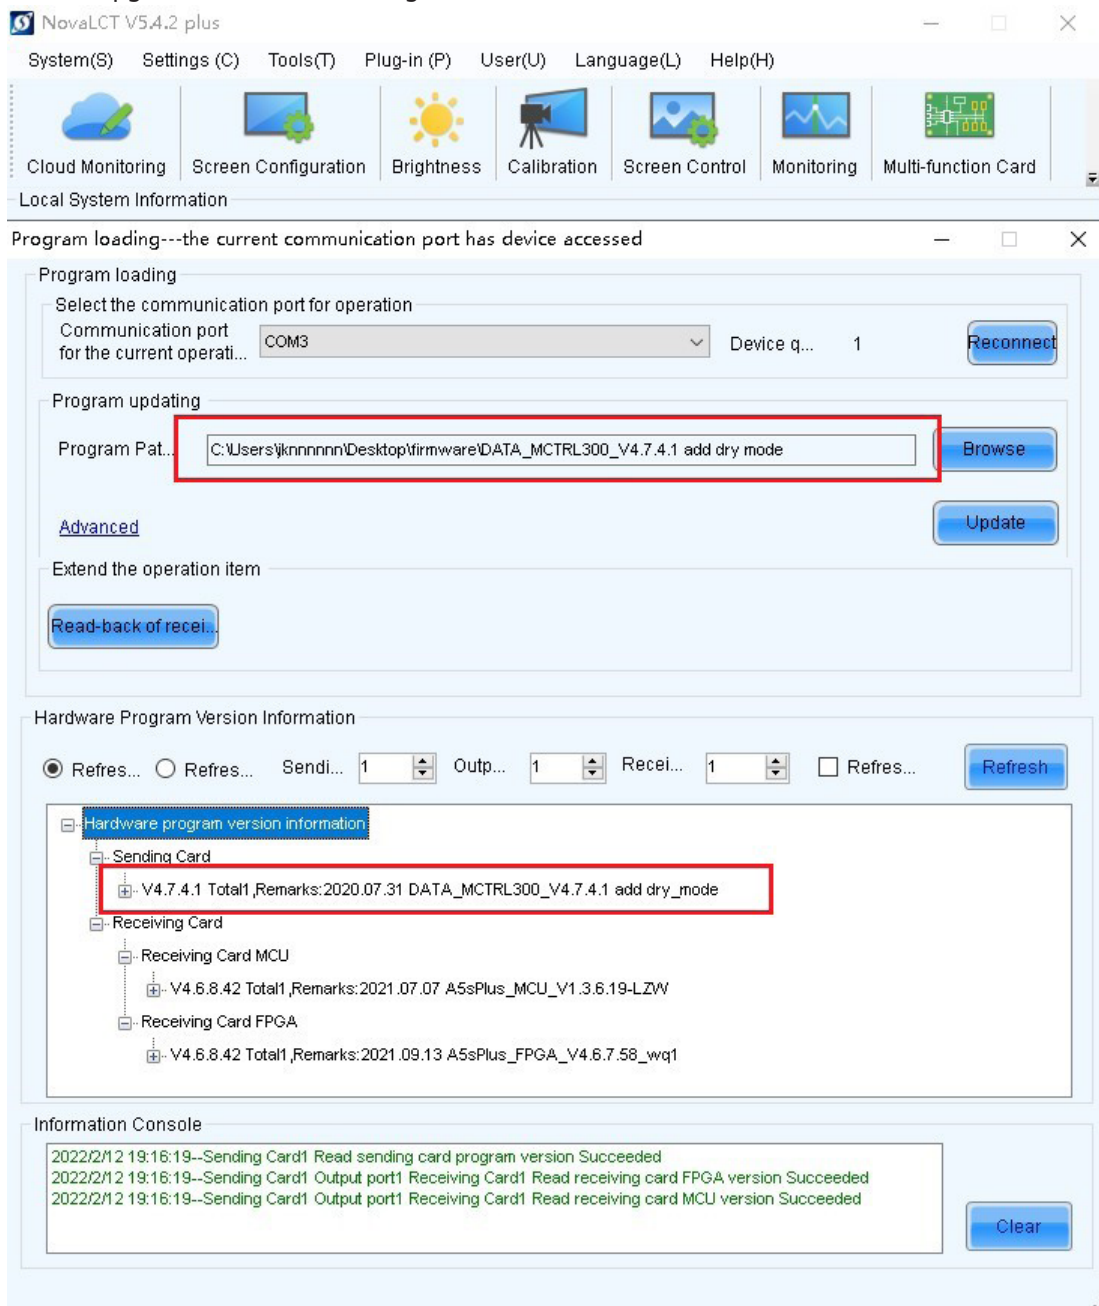 NovaLCT V5.4.2 plus
System(S) Settings (C) Tools(T) Plug-in (P) User(U) Language(L) Help(H)
Cloud Monitoring Screen Configuration Brightness Calibration Screen Control Monitoring Multi-function Card
Local System Information
Program loading---the current communication port has device accessed
Program loading
Select the communication port for operation
Communication port
for the current operati... COM3 Device q... 1 Reconnect
Program updating
Program Pat... C:\Users\jknnnnnn\Desktop\firmware\DATA_MCTRL300_V4.7.4.1 add dry mode Browse
Advanced Update
Extend the operation item
Read-back of recei...
Hardware Program Version Information
Refres... Refres... Sendi... 1 Outp... 1 Recei... 1 Refres... Refresh
Hardware program version information
Sending Card
V4.7.4.1 Total1 ,Remarks:2020.07.31 DATA_MCTRL300_V4.7.4.1 add dry_mode
Receiving Card
Receiving Card MCU
V4.6.8.42 Total1 ,Remarks:2021.07.07 A5sPlus_MCU_V1.3.6.19-LZW
Receiving Card FPGA
V4.6.8.42 Total1 ,Remarks:2021.09.13 A5sPlus_FPGA_V4.6.7.58_wq1
Information Console
2022/2/12 19:16:19--Sending Card1 Read sending card program version Succeeded
2022/2/12 19:16:19--Sending Card1 Output port1 Receiving Card1 Read receiving card FPGA version Succeeded
2022/2/12 19:16:19--Sending Card1 Output port1 Receiving Card1 Read receiving card MCU version Succeeded
Clear